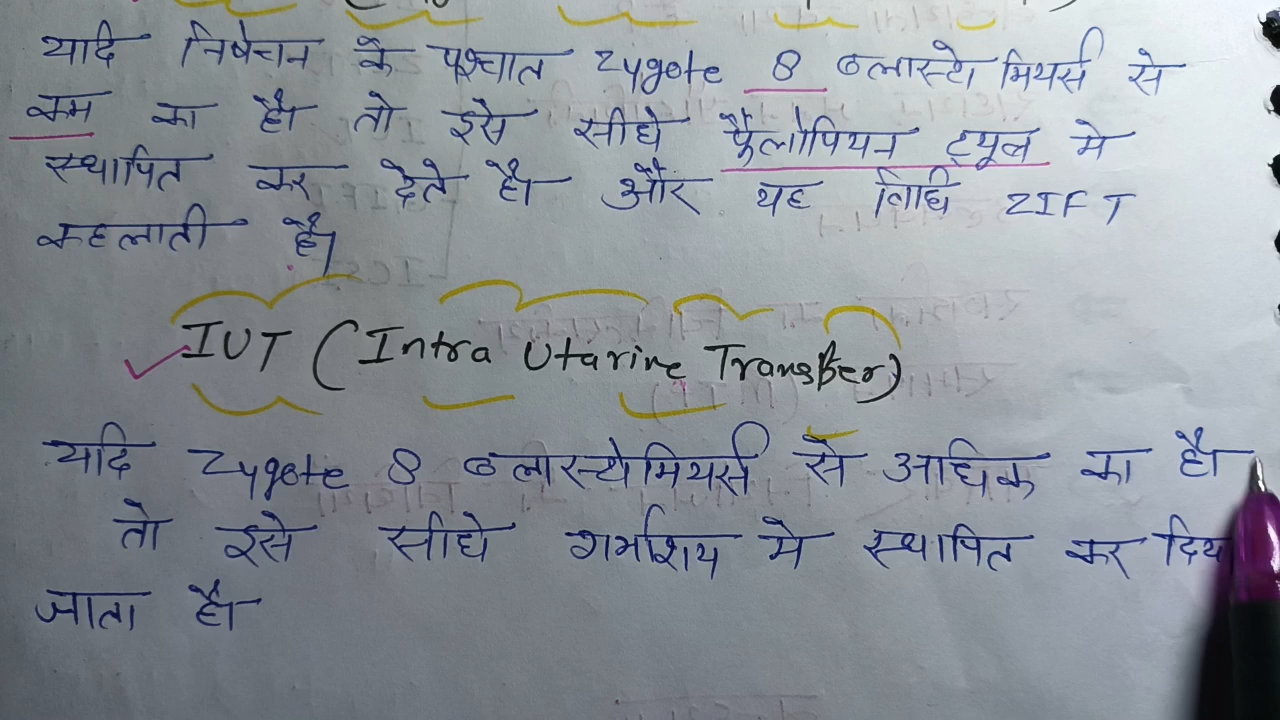 यदि निषेचन के पश्चात zygote 8 ब्लास्टोमियर्स से
कम का है तो इसे सीधे फैलोपियन ट्यूब मे
स्थापित कर देते है। और यह विधि ZIFT
कहलाती है।
IUT (Intra Utarine Transfer)
यदि Zygote 8 ब्लास्टोमियर्स से अधिक का है
तो इसे सीधे गर्भाशय मे स्थापित कर दिय
जाता है।